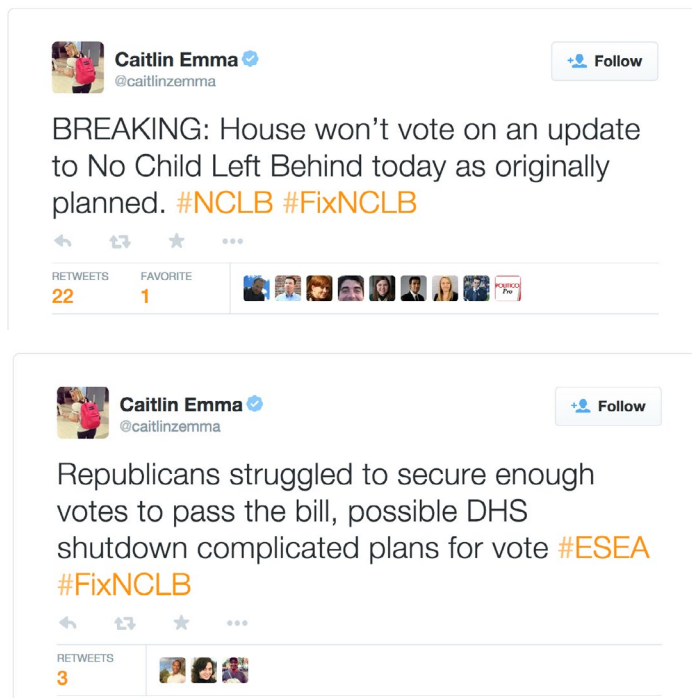 Caitlin Emma
@caitlinzemma
Follow
BREAKING: House won't vote on an update
to No Child Left Behind today as originally
planned. #NCLB #FixNCLB
RETWEETS FAVORITE
22 1
POLITICO
Pro
Caitlin Emma
@caitlinzemma
Follow
Republicans struggled to secure enough
votes to pass the bill, possible DHS
shutdown complicated plans for vote #ESEA
#FixNCLB
RETWEETS
3